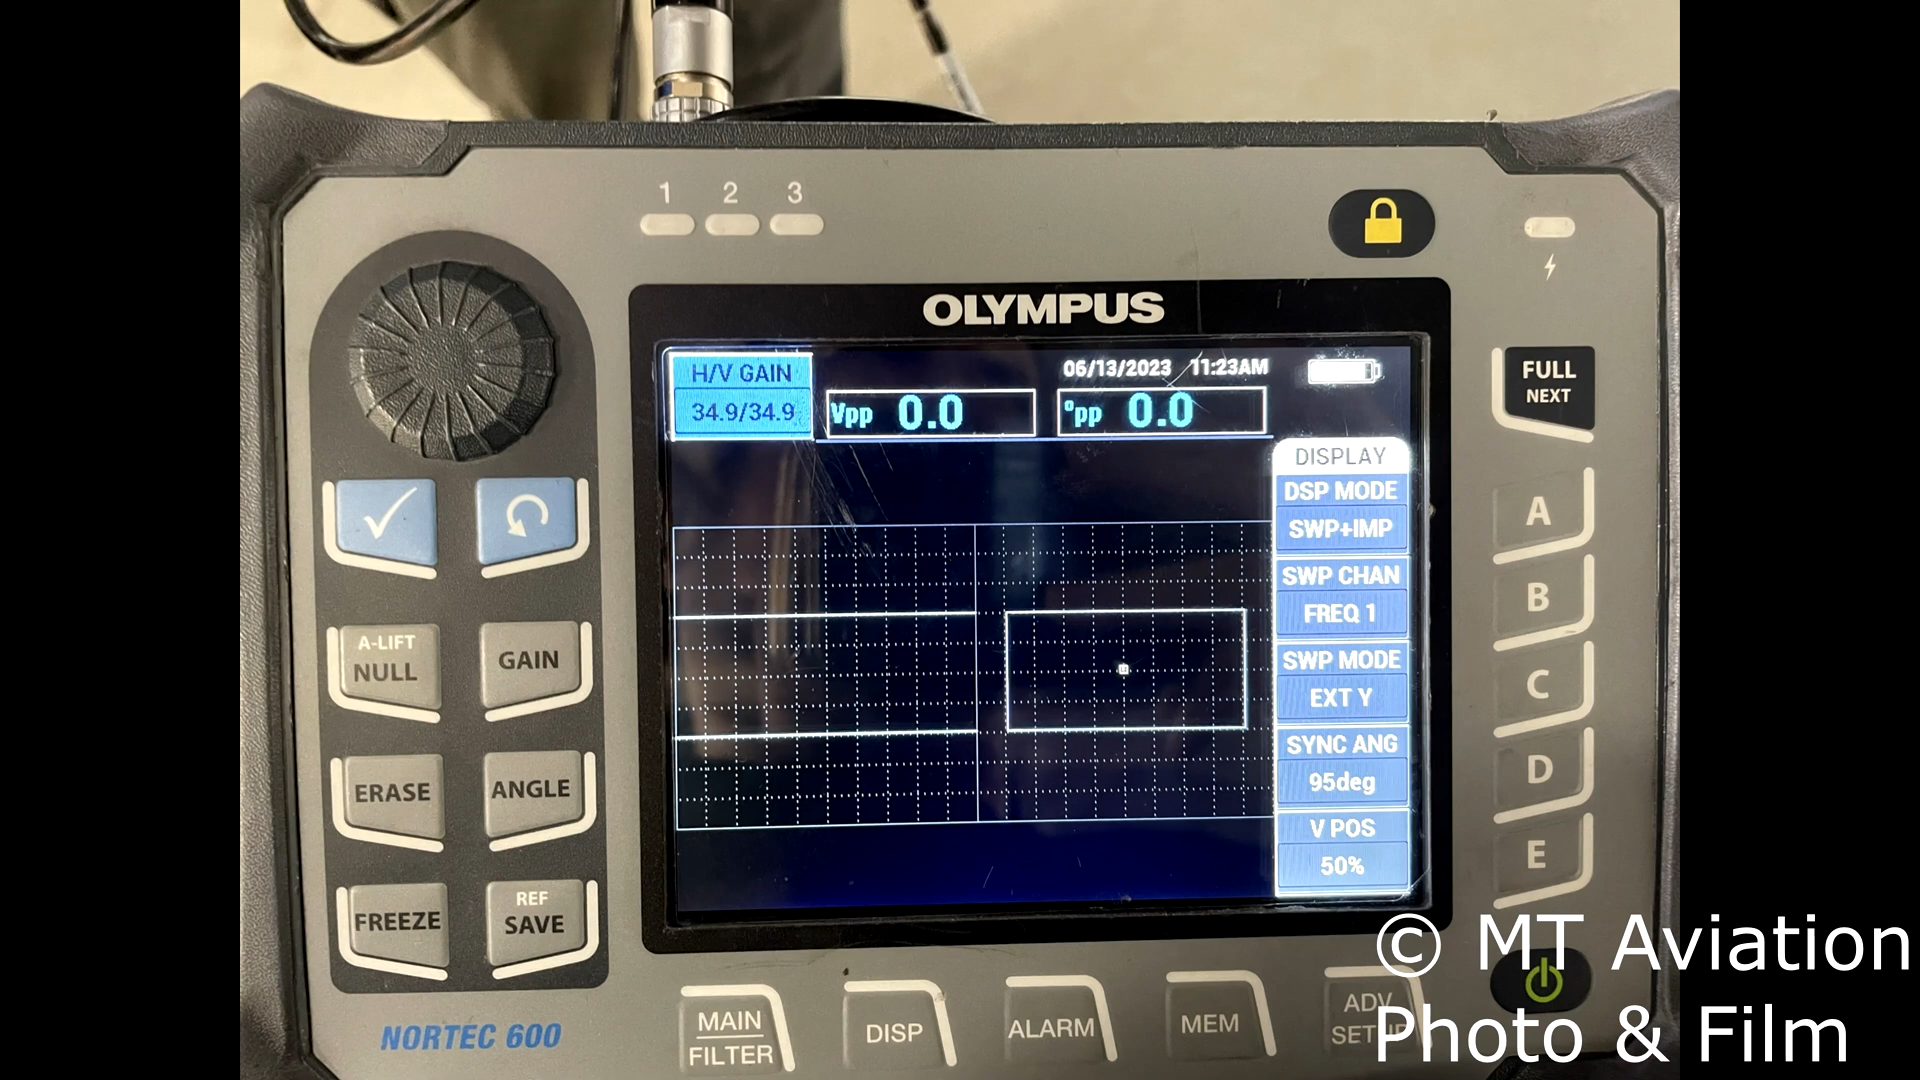 1 2 3
OLYMPUS
H/V GAIN
34.9/34.9
06/13/2023 11:23AM
Vpp 0.0
°pp 0.0
DISPLAY
DSP MODE
SWP+IMP
SWP CHAN
FREQ 1
SWP MODE
EXT Y
SYNC ANG
95deg
V POS
50%
FULL
NEXT
A
B
C
D
E
A-LIFT
NULL
GAIN
ERASE
ANGLE
FREEZE
REF
SAVE
NORTEC 600
MAIN
FILTER
DISP
ALARM
MEM
ADV
© MT Aviation
Photo & Film